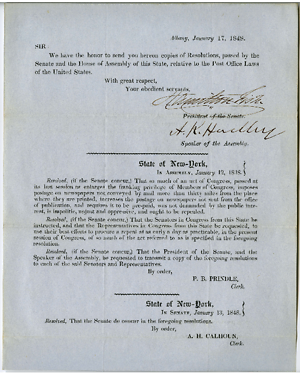 Albany, January 17, 1848.
SIR
We have the honor to send you hereon copies of Resolutions, passed by the
Senate and the House of Assembly of this State, relative to the Post Office Laws
of the United States.
With great respect,
Your obedient servants,
Hamilton Fish
President of the Senate.
Speaker of the Assembly.
State of New-York,
IN ASSEMBLY, January 12, 1848.
Resolved, (if the Senate concur,) That so much of an act of Congress, passed at
its last session to enlarge the franking privilege of Members of Congress, imposes
postage on newspapers not conveyed by mail more than thirty miles from the place
where they are printed, increases the postage on newspapers not sent from the office
of publication, and requires it to be prepaid, was not demanded by the public interest,
is impolitic, unjust and oppressive, and ought to be repealed.
Resolved, (if the Senate concur,) That the Senators in Congress from this State be
instructed, and that the Representatives in Congress from this State be requested, to
use their best efforts to procure a repeal at as early a day as practicable, in the present
session of Congress, of so much of the act referred to as is specified in the foregoing
resolution.
Resolved, (if the Senate concur,) That the President of the Senate, and the
Speaker of the Assembly, be requested to transmit a copy of the foregoing resolutions
to each of the said Senators and Representatives.
By order,
P. B. PRINDLE,
Clerk.
State of New-York,
IN SENATE, January 13, 1848.
Resolved, That the Senate do concur in the foregoing resolutions.
By order,
A. H. CALHOUN,
Clerk.